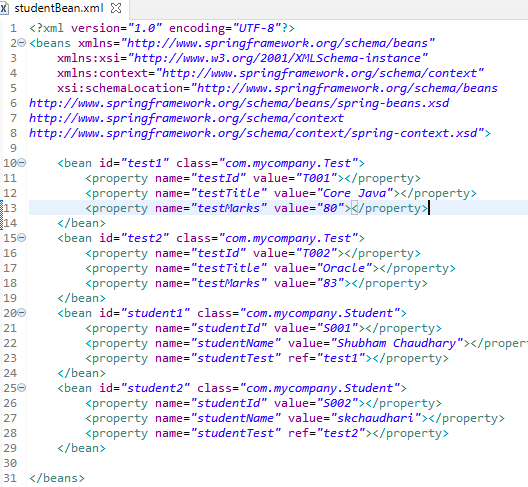 studentBean.xml
1 <?xml version="1.0" encoding="UTF-8"?>
2 <beans xmlns="http://www.springframework.org/schema/beans"
3 xmlns:xsi="http://www.w3.org/2001/XMLSchema-instance"
4 xmlns:context="http://www.springframework.org/schema/context"
5 xsi:schemaLocation="http://www.springframework.org/schema/beans
6 http://www.springframework.org/schema/beans/spring-beans.xsd
7 http://www.springframework.org/schema/context
8 http://www.springframework.org/schema/context/spring-context.xsd">
9
10 <bean id="test1" class="com.mycompany.Test">
11 <property name="testId" value="T001"></property>
12 <property name="testTitle" value="Core Java"></property>
13 <property name="testMarks" value="80"></property>
14 </bean>
15 <bean id="test2" class="com.mycompany.Test">
16 <property name="testId" value="T002"></property>
17 <property name="testTitle" value="Oracle"></property>
18 <property name="testMarks" value="83"></property>
19 </bean>
20 <bean id="student1" class="com.mycompany.Student">
21 <property name="studentId" value="S001"></property>
22 <property name="studentName" value="Shubham Chaudhary"></proper
23 <property name="studentTest" ref="test1"></property>
24 </bean>
25 <bean id="student2" class="com.mycompany.Student">
26 <property name="studentId" value="S002"></property>
27 <property name="studentName" value="skchaudhari"></property>
28 <property name="studentTest" ref="test2"></property>
29 </bean>
30
31 </beans>